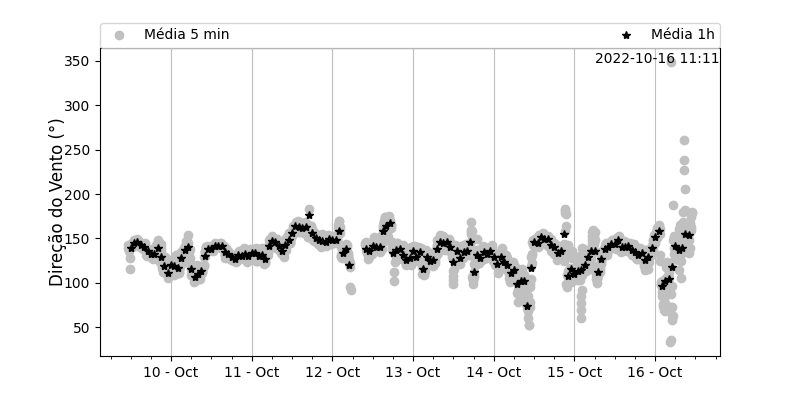 Média 5 min
Média 1h
2022-10-16 11:11
Direção do Vento (°)
350
300
250
200
150
100
50
10 - Oct
11 - Oct
12 - Oct
13 - Oct
14 - Oct
15 - Oct
16 - Oct